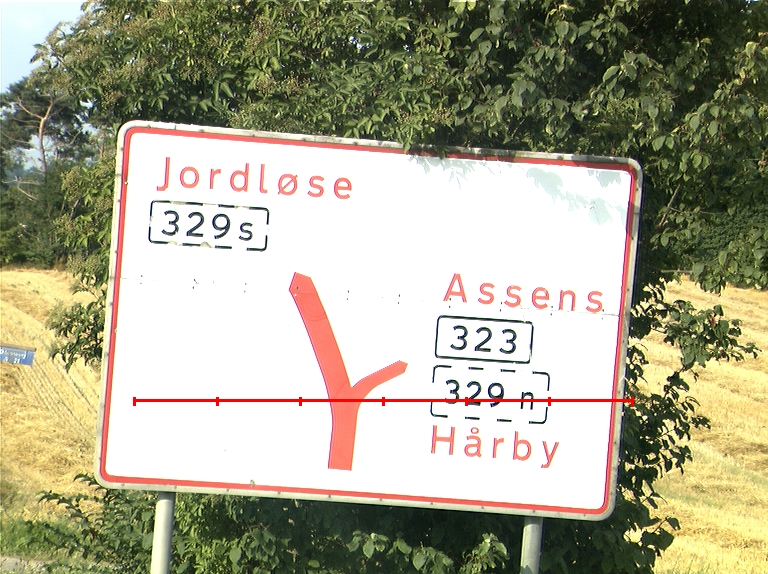 Jordløse
329s
Assens
323
329 n
Hårby